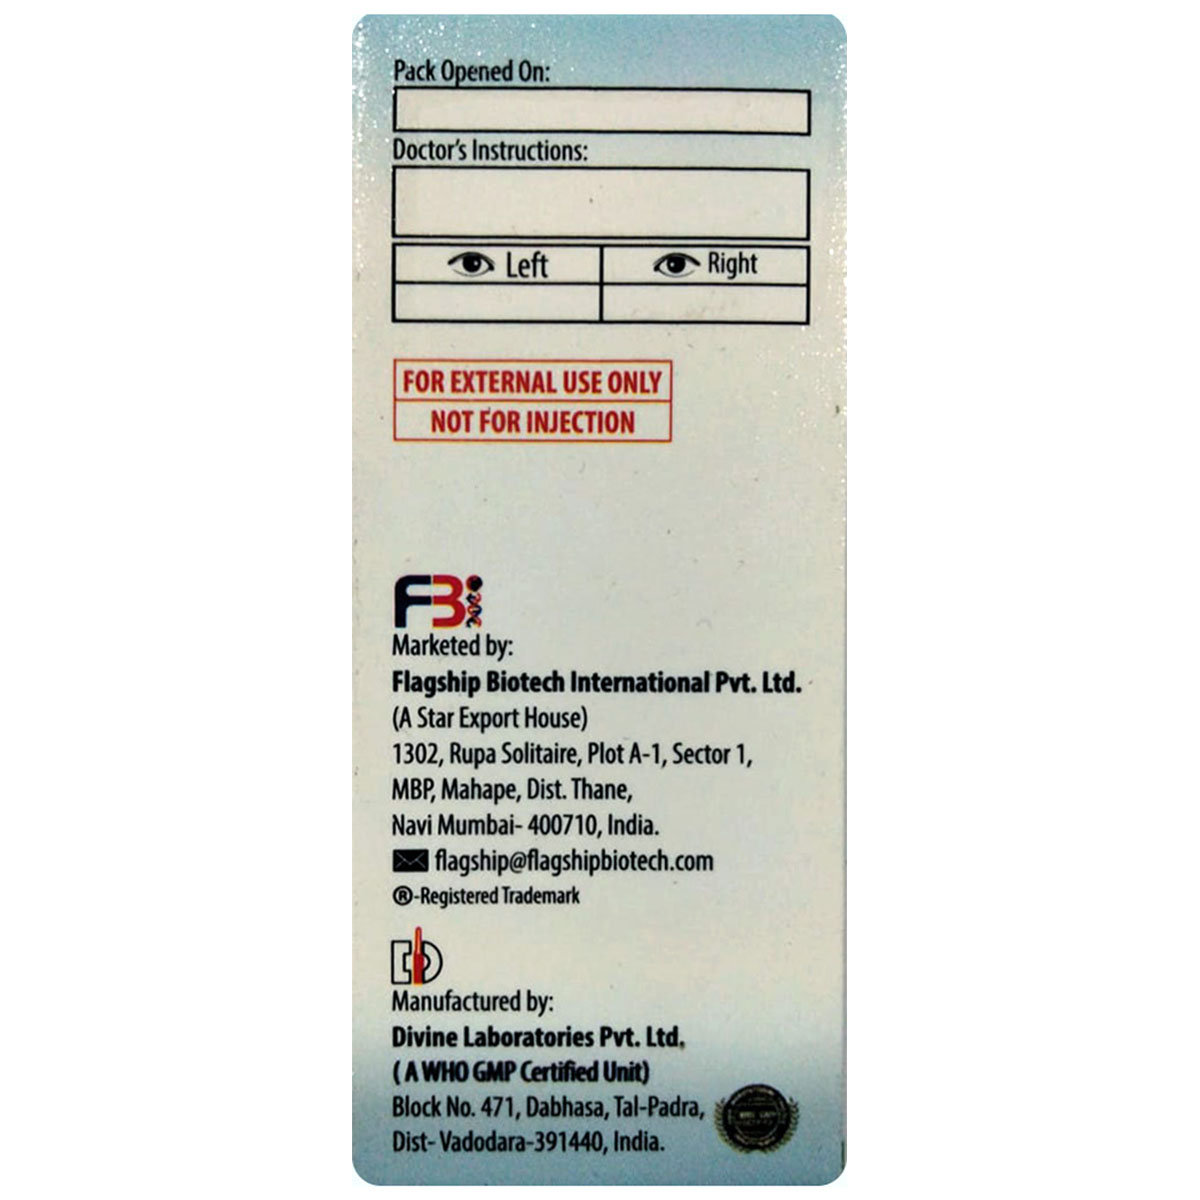 Pack Opened On:
Doctor's Instructions:
Left
Right
FOR EXTERNAL USE ONLY
NOT FOR INJECTION
FBi
Marketed by:
Flagship Biotech International Pvt. Ltd.
(A Star Export House)
1302, Rupa Solitaire, Plot A-1, Sector 1,
MBP, Mahape, Dist. Thane,
Navi Mumbai- 400710, India.
flagship@flagshipbiotech.com
®-Registered Trademark
Manufactured by:
Divine Laboratories Pvt. Ltd.
( A WHO GMP Certified Unit)
Block No. 471, Dabhasa, Tal-Padra,
Dist- Vadodara-391440, India.